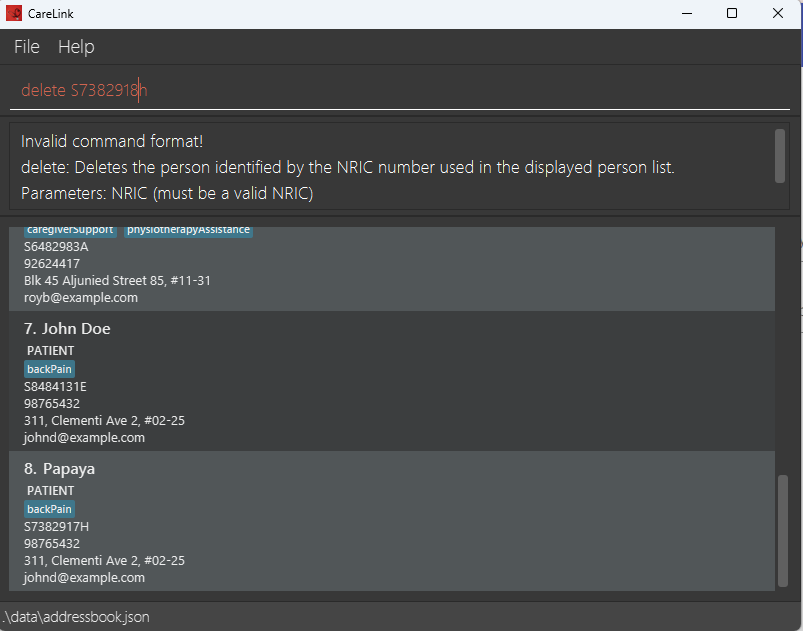 CareLink
File Help
delete S7382918h
Invalid command format!
delete: Deletes the person identified by the NRIC number used in the displayed person list.
Parameters: NRIC (must be a valid NRIC)
caregiverSupport physiotherapyAssistance
S6482983A
92624417
Blk 45 Aljunied Street 85, #11-31
royb@example.com
7. John Doe
PATIENT
backPain
S8484131E
98765432
311, Clementi Ave 2, #02-25
johnd@example.com
8. Papaya
PATIENT
backPain
S7382917H
98765432
311, Clementi Ave 2, #02-25
johnd@example.com
.\data\addressbook.json